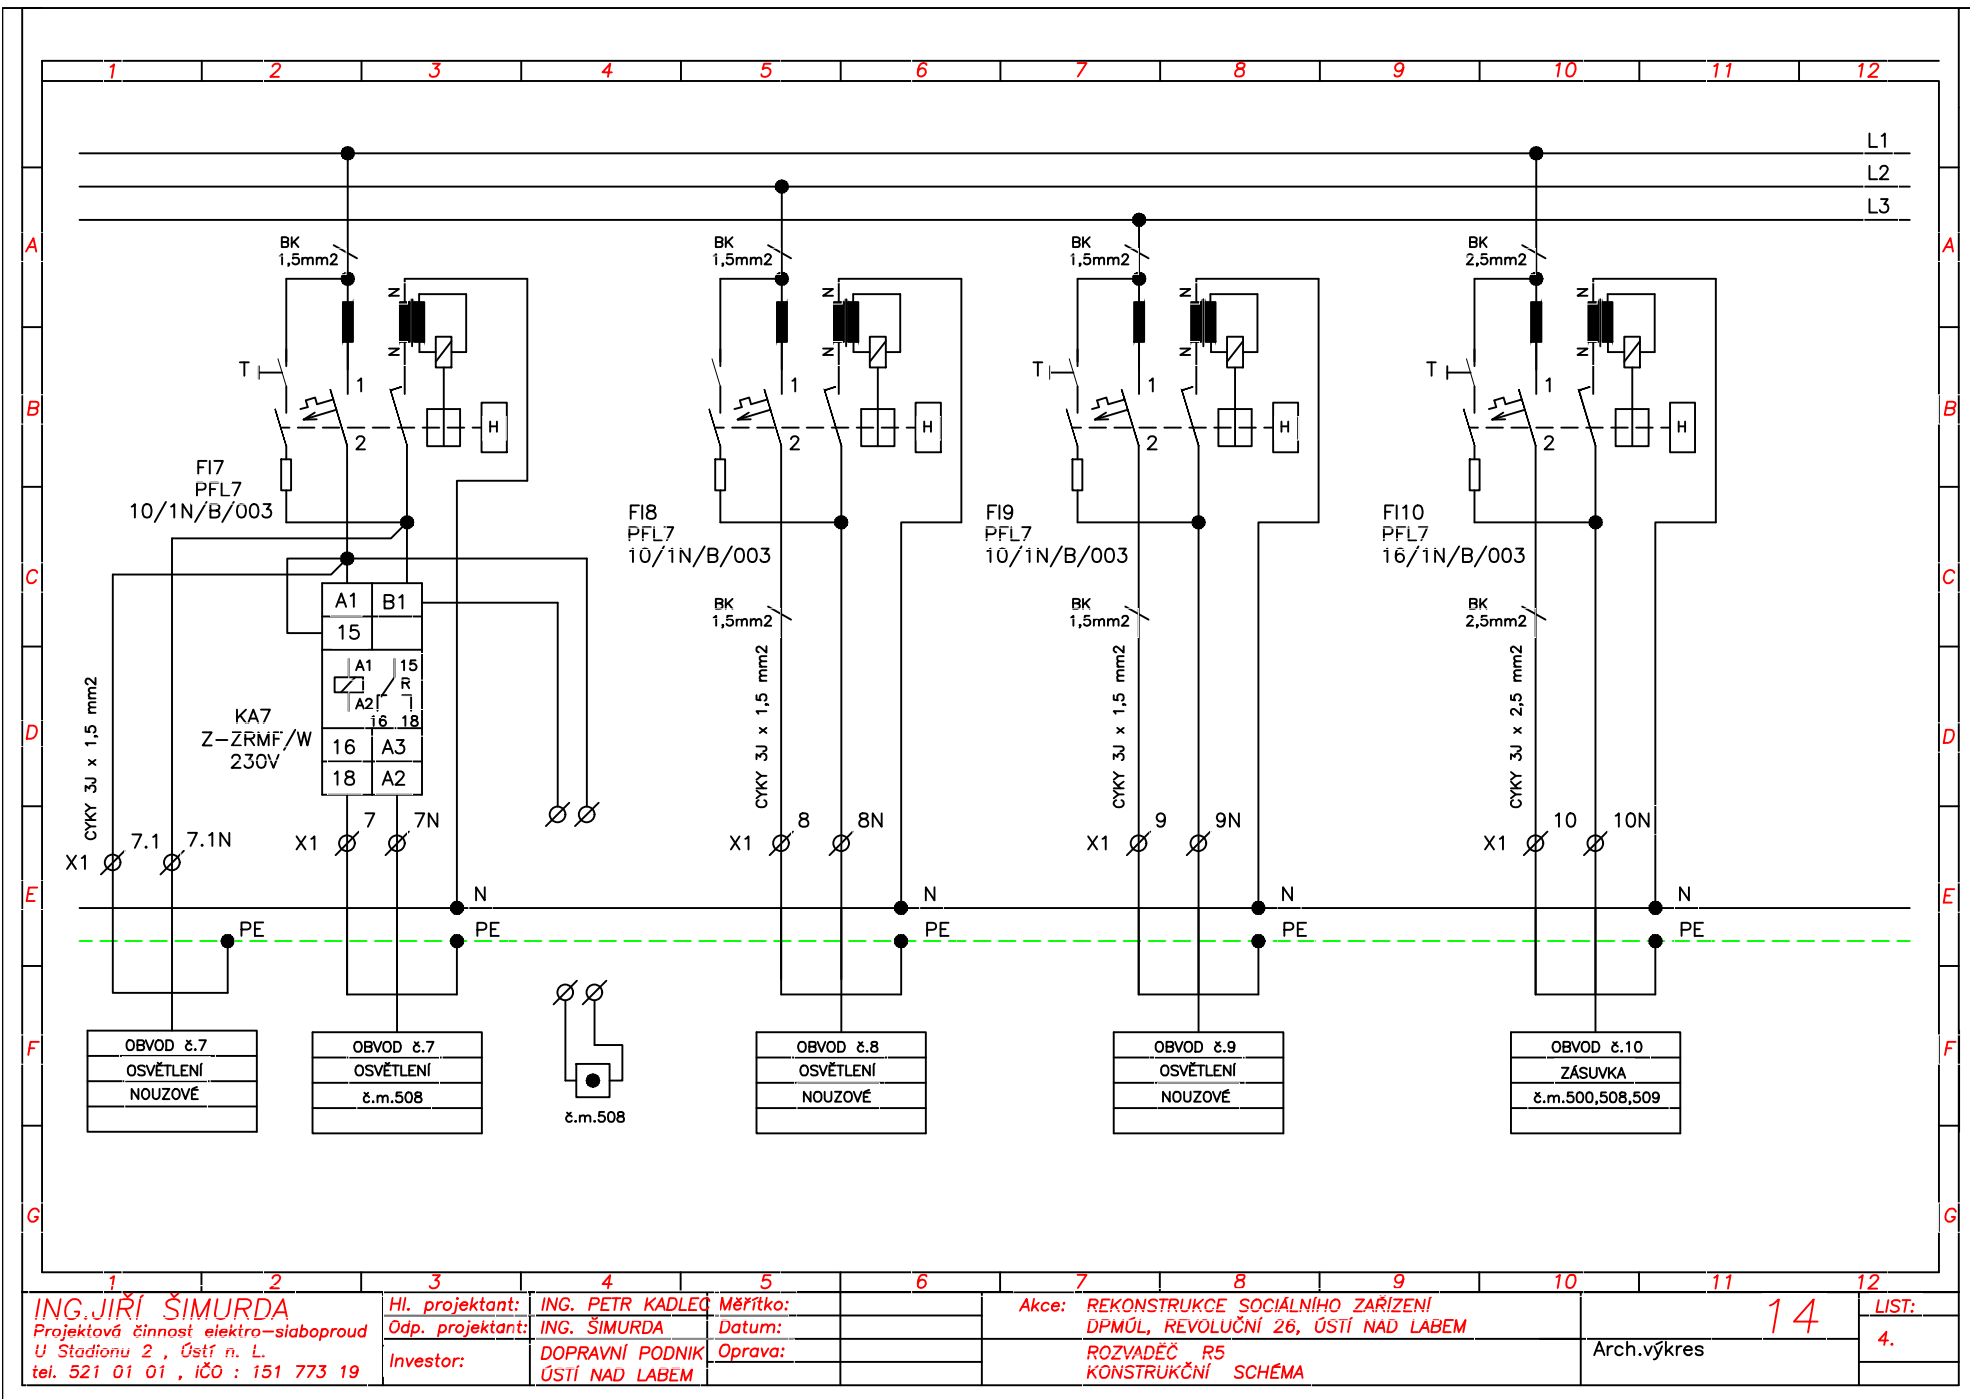 1 2 3 4 5 6 7 8 9 10 11 12
L1
L2
L3
A A
BK
1,5mm2
BK
1,5mm2
BK
1,5mm2
BK
2,5mm2
N N N N
N N N N
T T T
1 1 1 1
B B
H H H H
2 2 2 2
FI7
PFL7
10/1N/B/003
FI8
PFL7
10/1N/B/003
FI9
PFL7
10/1N/B/003
FI10
PFL7
16/1N/B/003
C C
A1 B1
15
BK
1,5mm2
BK
1,5mm2
BK
2,5mm2
A1 15
R
A2
16 18
KA7
Z-ZRMF/W
230V
16 A3
18 A2
D D
CYKY 3J x 1,5 mm2
CYKY 3J x 1,5 mm2
CYKY 3J x 1,5 mm2
CYKY 3J x 2,5 mm2
X1 7.1 7.1N
X1 7 7N
X1 8 8N
X1 9 9N
X1 10 10N
E E
N N N N
PE PE PE PE PE
F F
OBVOD č.7
OSVĚTLENÍ
NOUZOVÉ
OBVOD č.7
OSVĚTLENÍ
č.m.508
č.m.508
OBVOD č.8
OSVĚTLENÍ
NOUZOVÉ
OBVOD č.9
OSVĚTLENÍ
NOUZOVÉ
OBVOD č.10
ZÁSUVKA
č.m.500,508,509
G G
1 2 3 4 5 6 7 8 9 10 11 12
ING.JIŘÍ ŠIMURDA
Projektová činnost elektro-slaboproud
U Stadionu 2 , Ústí n. L.
tel. 521 01 01 , IČO : 151 773 19
Hl. projektant: ING. PETR KADLEC
Odp. projektant: ING. ŠIMURDA
Investor: DOPRAVNÍ PODNIK
ÚSTÍ NAD LABEM
Měřítko:
Datum:
Oprava:
Akce: REKONSTRUKCE SOCIÁLNÍHO ZAŘÍZENÍ
DPMÚL, REVOLUČNÍ 26, ÚSTÍ NAD LABEM
ROZVADĚČ R5
KONSTRUKČNÍ SCHÉMA
14
Arch.výkres
LIST:
4.